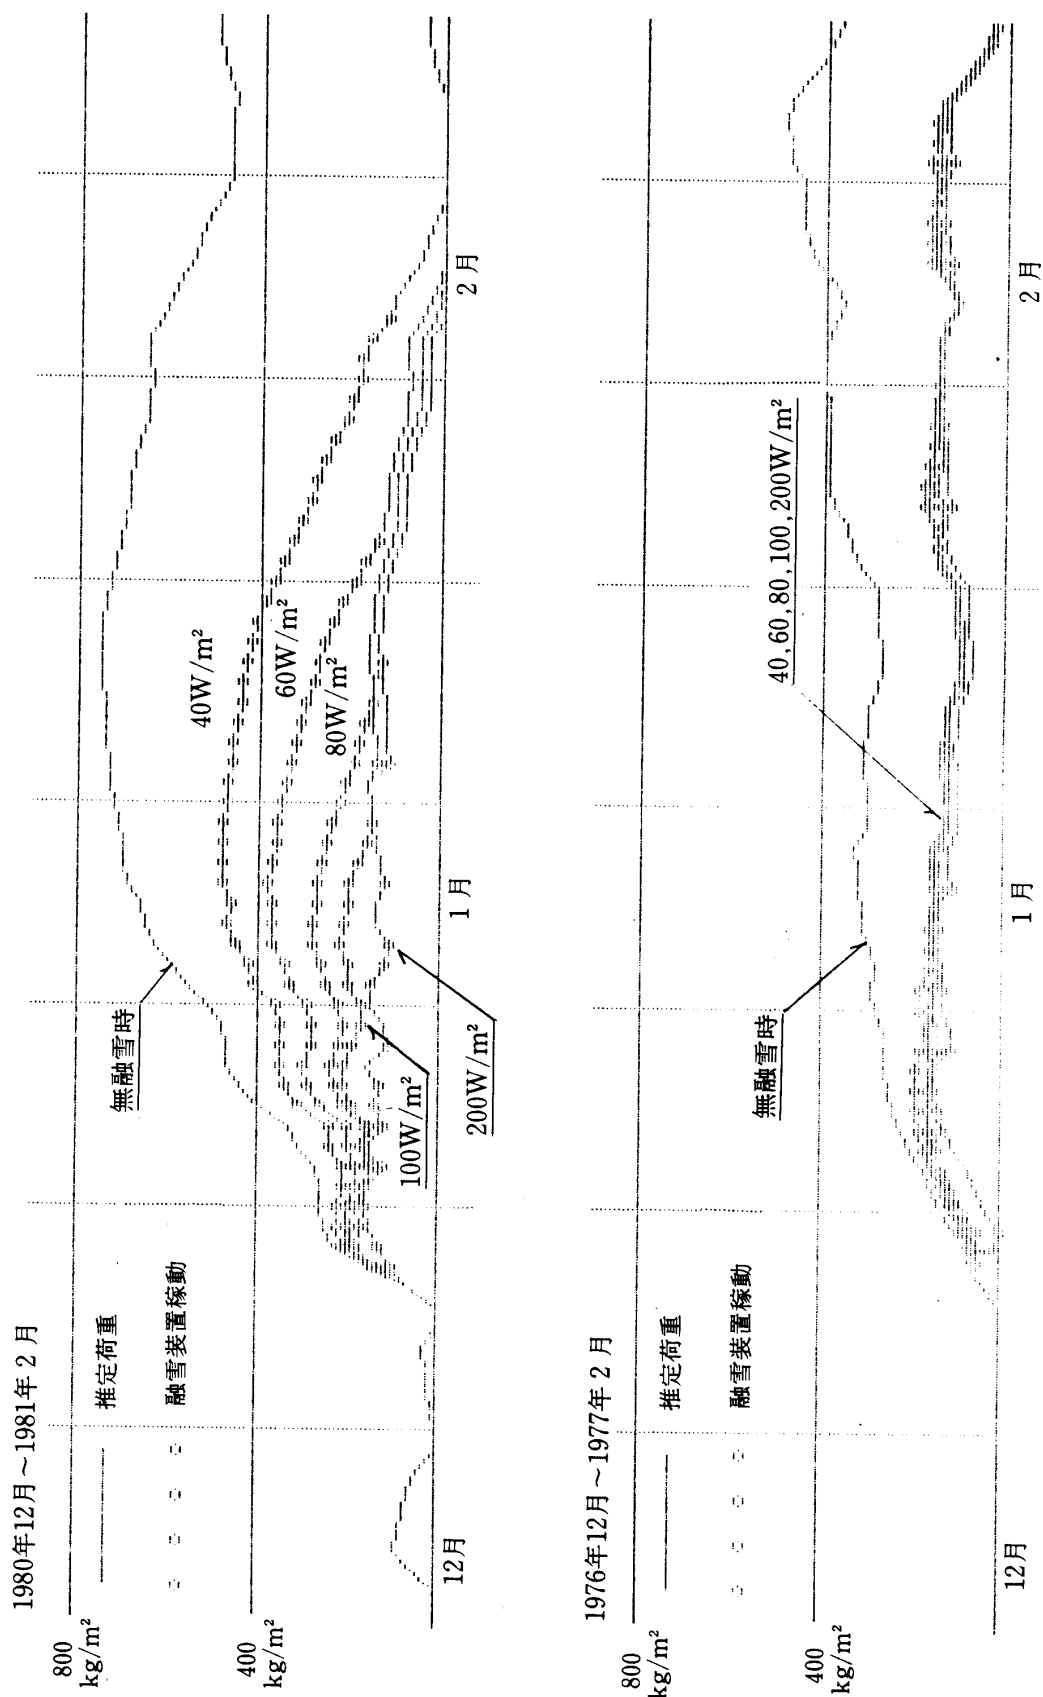 1980年12月～1981年2月
推定荷重
融雪装置稼動
800
kg/m²
400
kg/m²
無融雪時
40W/m²
60W/m²
80W/m²
100W/m²
200W/m²
12月
1月
2月
1976年12月～1977年2月
推定荷重
融雪装置稼動
800
kg/m²
400
kg/m²
無融雪時
40,60,80,100,200W/m²
12月
1月
2月